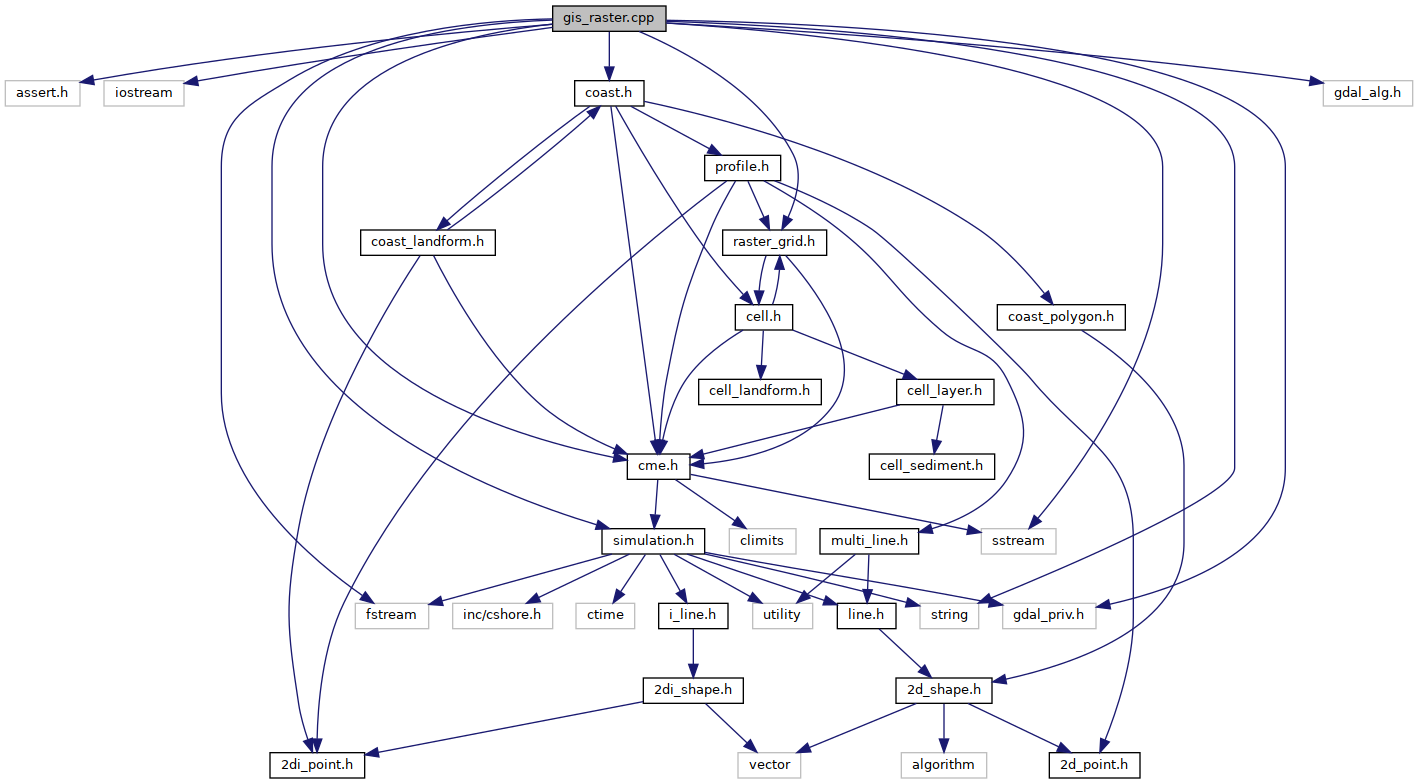 gis_raster.cpp
assert.h
iostream
coast.h
gdal_alg.h
profile.h
coast_landform.h
raster_grid.h
cell.h
coast_polygon.h
cell_landform.h
cell_layer.h
cme.h
cell_sediment.h
simulation.h
climits
multi_line.h
sstream
fstream
inc/cshore.h
ctime
i_line.h
utility
line.h
string
gdal_priv.h
2di_shape.h
2d_shape.h
2di_point.h
vector
algorithm
2d_point.h